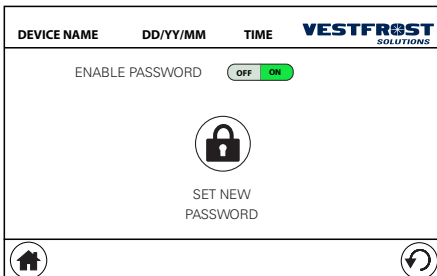 DEVICE NAME DD/YY/MM TIME VESTFROST
SOLUTIONS
ENABLE PASSWORD OFF ON
SET NEW
PASSWORD